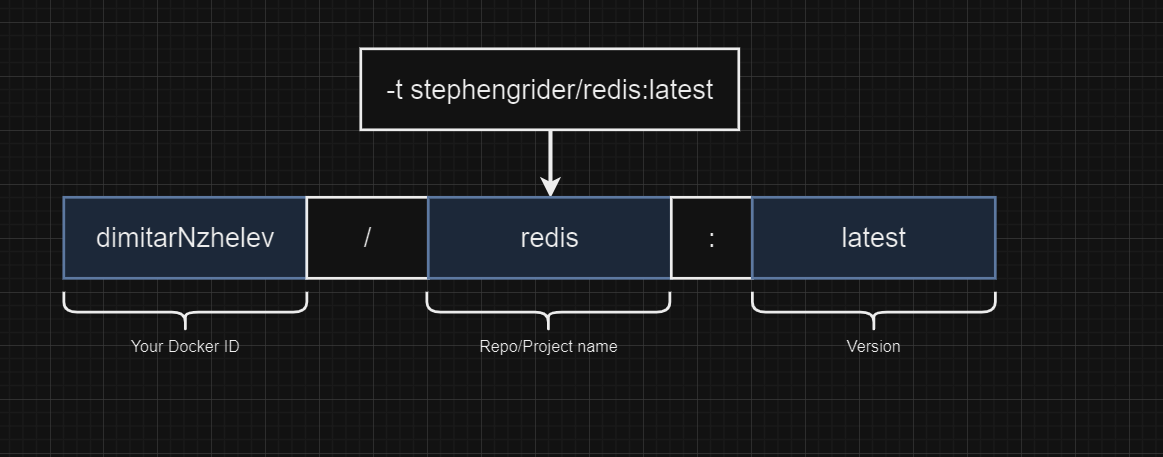 -t stephengrider/redis:latest
dimitarNzhelev / redis : latest
Your Docker ID Repo/Project name Version